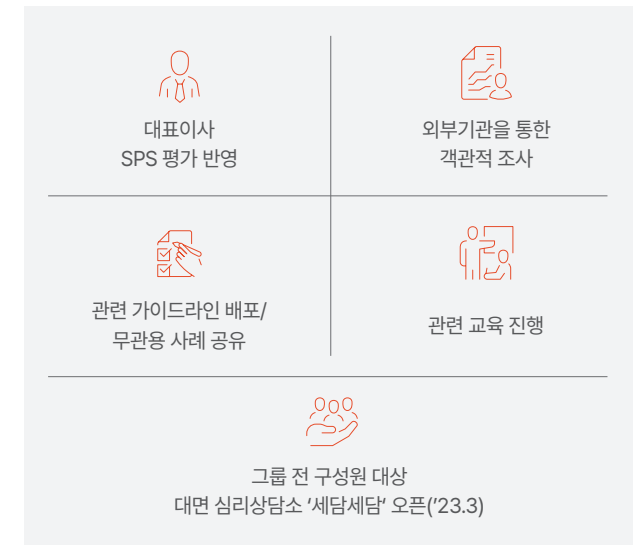 대표이사
SPS 평가 반영
외부기관을 통한
객관적 조사
관련 가이드라인 배포/
무관용 사례 공유
관련 교육 진행
그룹 전 구성원 대상
대면 심리상담소 ‘세담세담‘ 오픈(’23.3)